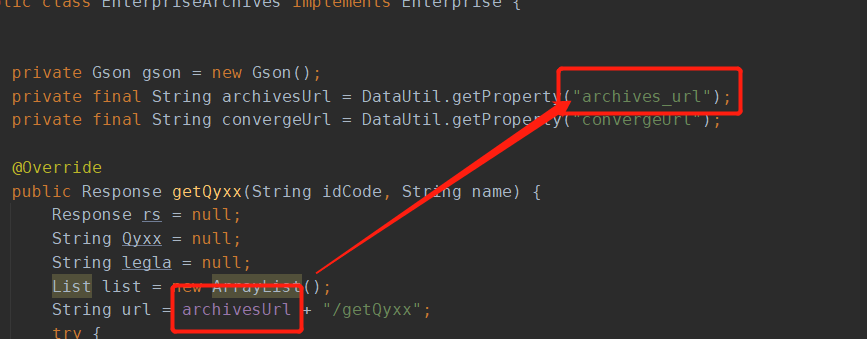 class EnterpriseArchives implements Enterprise {
private Gson gson = new Gson();
private final String archivesUrl = DataUtil.getProperty("archives_url");
private final String convergeUrl = DataUtil.getProperty("convergeUrl");
@Override
public Response getQyxx(String idCode, String name) {
Response rs = null;
String Qyxx = null;
String legla = null;
List list = new ArrayList();
String url = archivesUrl + "/getQyxx";
try {